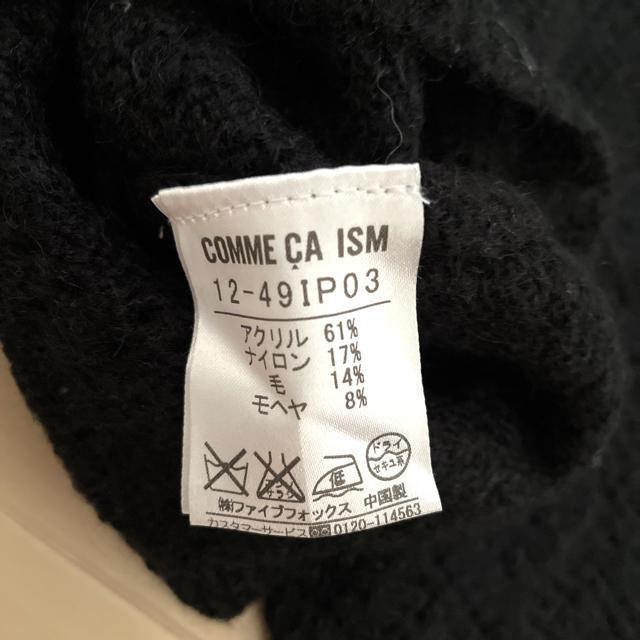 COMME ÇA ISM
12-49IP03
アクリル 61%
ナイロン 17%
毛 14%
モヘヤ 8%
低
ドライ
セキユ系
㈱ファイブフォックス 中国製
カスタマーサービス 0120-114563